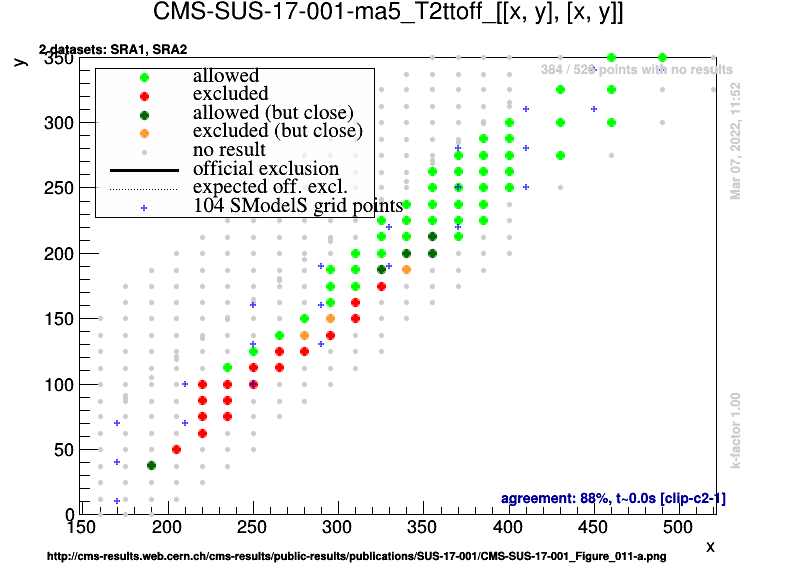 CMS-SUS-17-001-ma5_T2ttoff_[[x, y], [x, y]]
2 datasets: SRA1, SRA2
y
384 / 520 points with no results
allowed
excluded
allowed (but close)
excluded (but close)
no result
official exclusion
expected off. excl.
104 SModelS grid points
350
300
250
200
150
100
50
0
150 200 250 300 350 400 450 500
x
Mar 07, 2022, 11:52
k-factor 1.00
agreement: 88%, t~0.0s [clip-c2-1]
http://cms-results.web.cern.ch/cms-results/public-results/publications/SUS-17-001/CMS-SUS-17-001_Figure_011-a.png